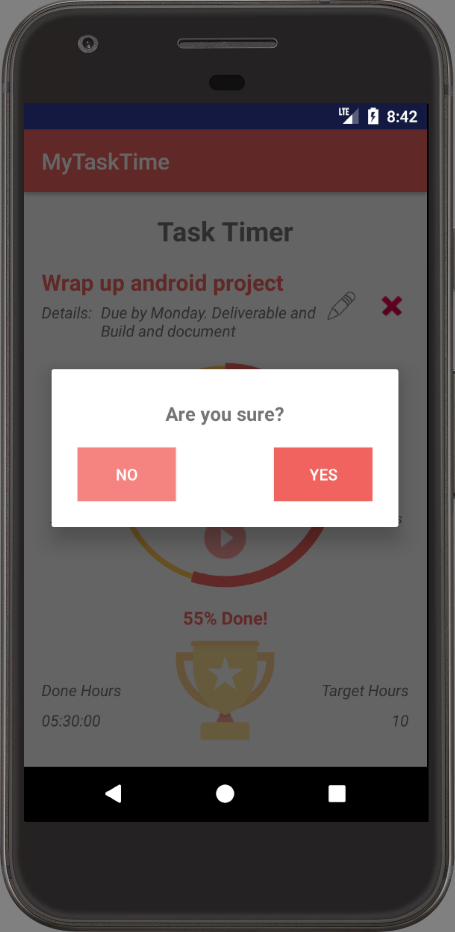 LTE 8:42
MyTaskTime
Task Timer
Wrap up android project
Details: Due by Monday. Deliverable and
Build and document
Are you sure?
NO YES
55% Done!
Done Hours Target Hours
05:30:00 10